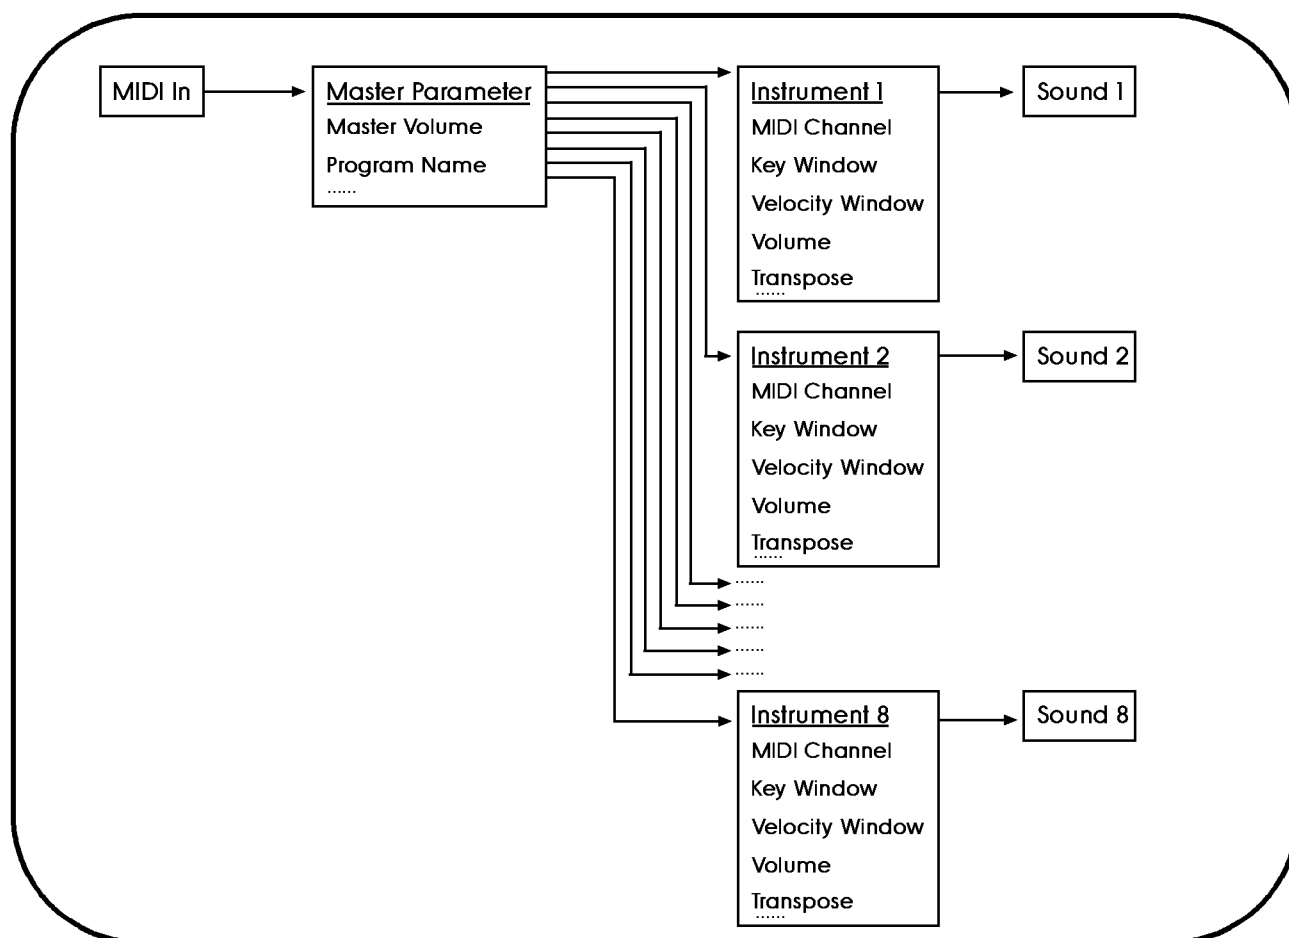 MIDI In
Master Parameter
Master Volume
Program Name
......
Instrument 1
MIDI Channel
Key Window
Velocity Window
Volume
Transpose
......
Sound 1
Instrument 2
MIDI Channel
Key Window
Velocity Window
Volume
Transpose
......
Sound 2
......
......
......
......
......
Instrument 8
MIDI Channel
Key Window
Velocity Window
Volume
Transpose
......
Sound 8